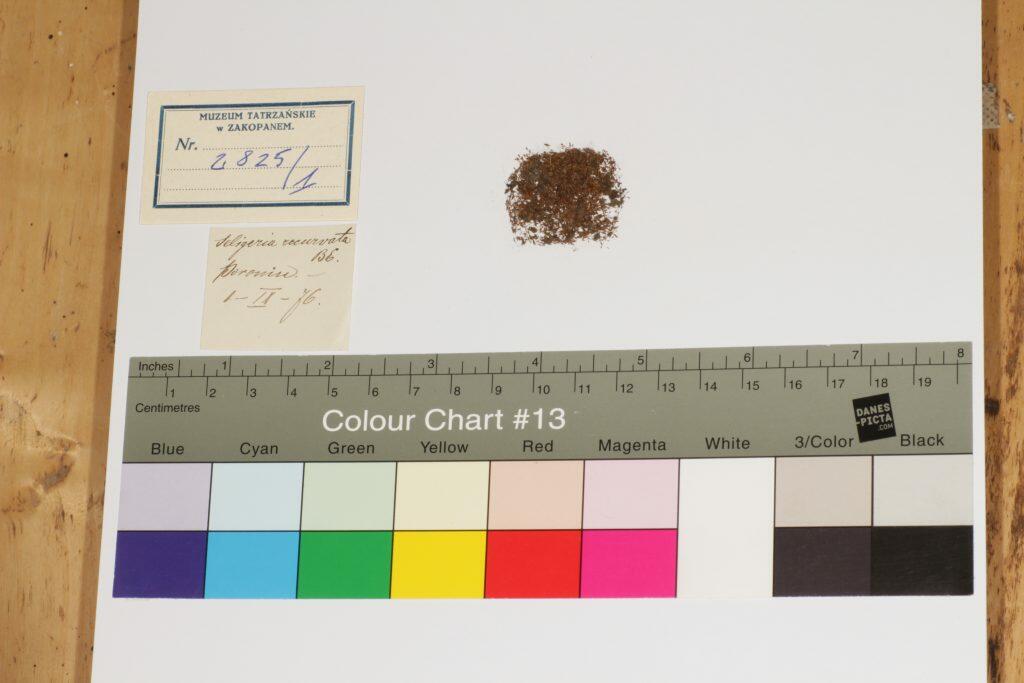 MUZEUM TATRZAŃSKIE
w ZAKOPANEM.
Nr. 2825/1
Seligeria recurvata
BS.
Poronin. —
1–IX–76.
Inches 1 2 3 4 5 6 7 8
1 2 3 4 5 6 7 8 9 10 11 12 13 14 15 16 17 18 19
Centimetres
Colour Chart #13
DANES
-PICTA
.COM
Blue Cyan Green Yellow Red Magenta White 3/Color Black